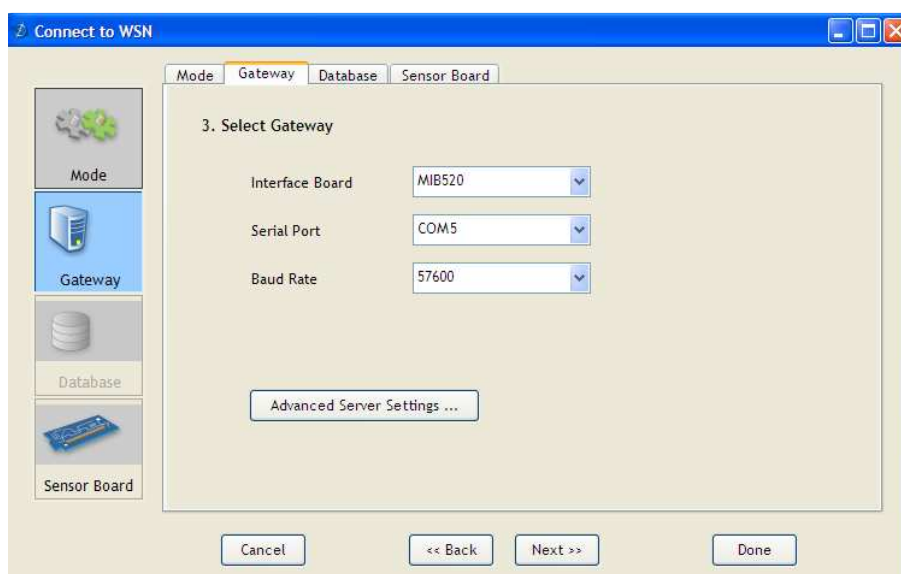 Connect to WSN
Mode Gateway Database Sensor Board
Mode
Gateway
Database
Sensor Board
3. Select Gateway
Interface Board MIB520
Serial Port COM5
Baud Rate 57600
Advanced Server Settings ...
Cancel << Back Next >> Done